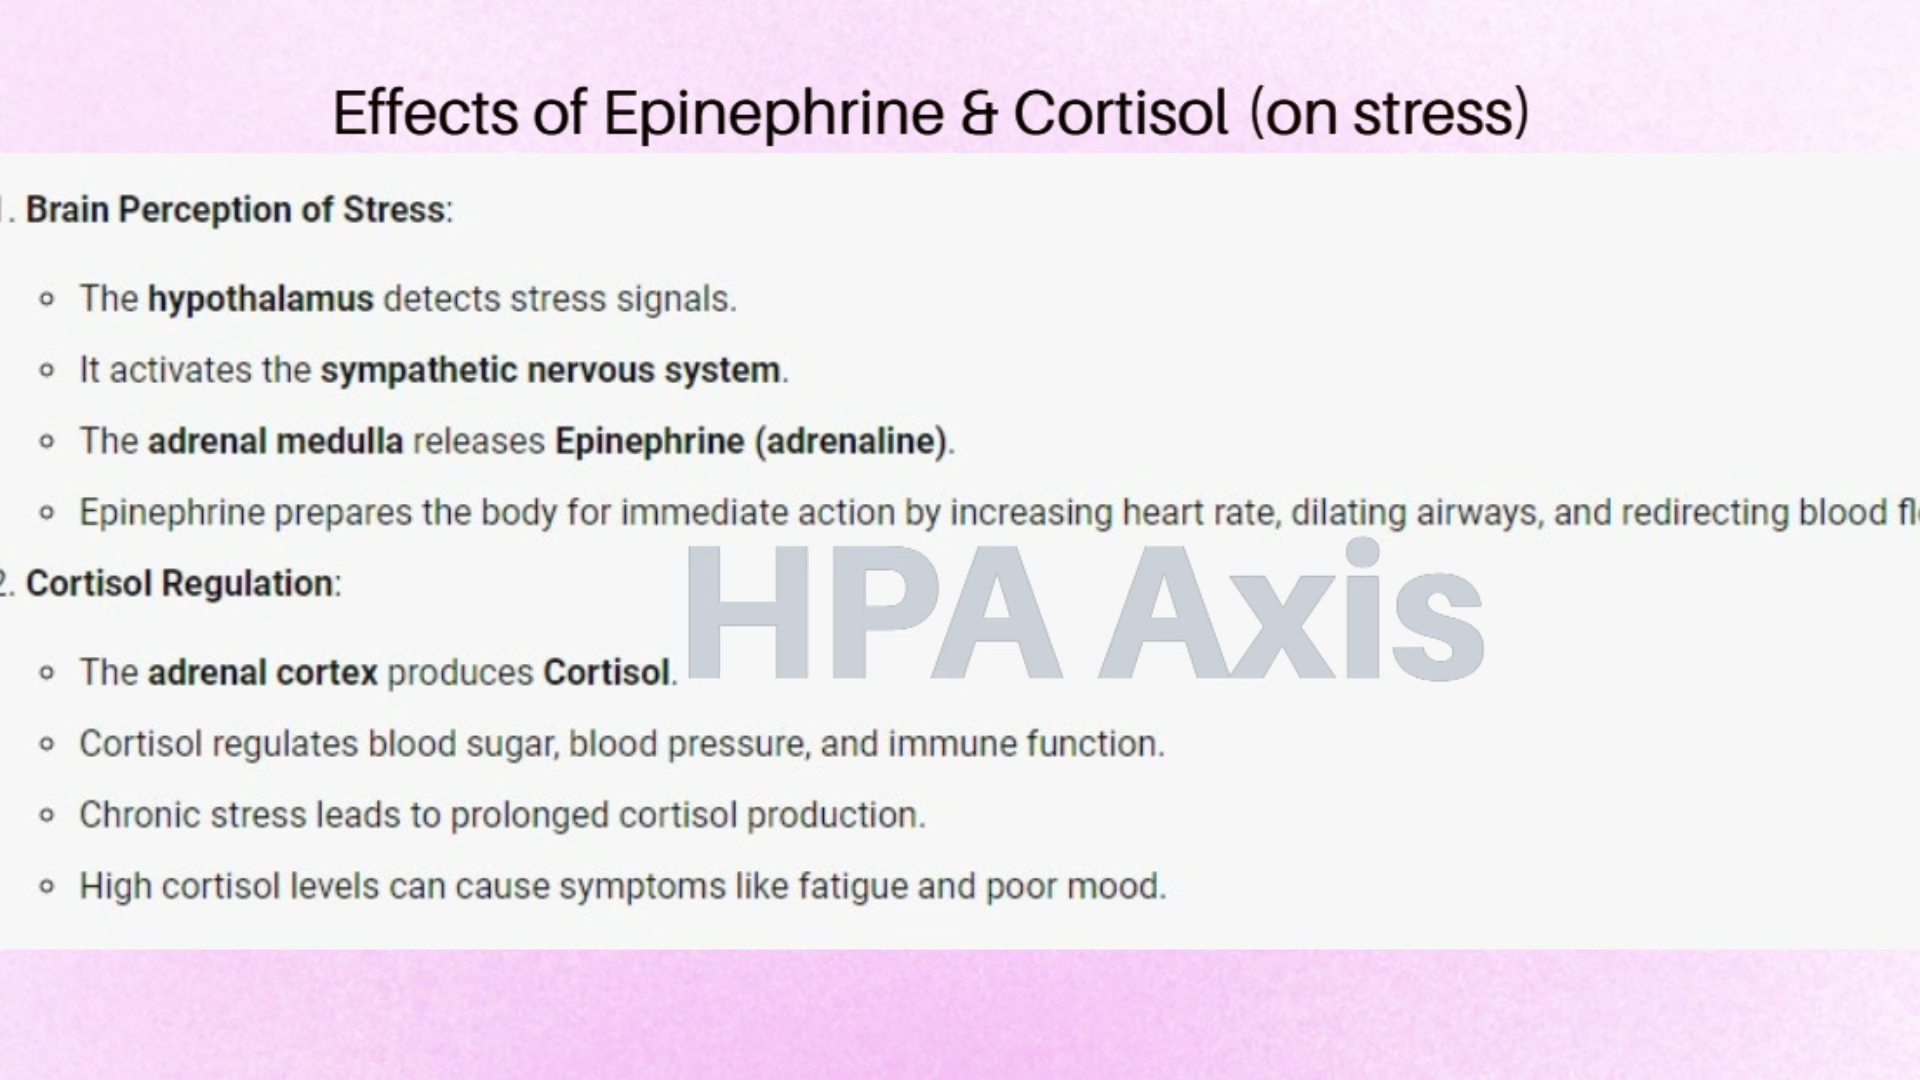 Effects of Epinephrine & Cortisol (on stress)
. Brain Perception of Stress:
The hypothalamus detects stress signals.
It activates the sympathetic nervous system.
The adrenal medulla releases Epinephrine (adrenaline).
Epinephrine prepares the body for immediate action by increasing heart rate, dilating airways, and redirecting blood
HPA Axis
2. Cortisol Regulation:
The adrenal cortex produces Cortisol.
Cortisol regulates blood sugar, blood pressure, and immune function.
Chronic stress leads to prolonged cortisol production.
High cortisol levels can cause symptoms like fatigue and poor mood.